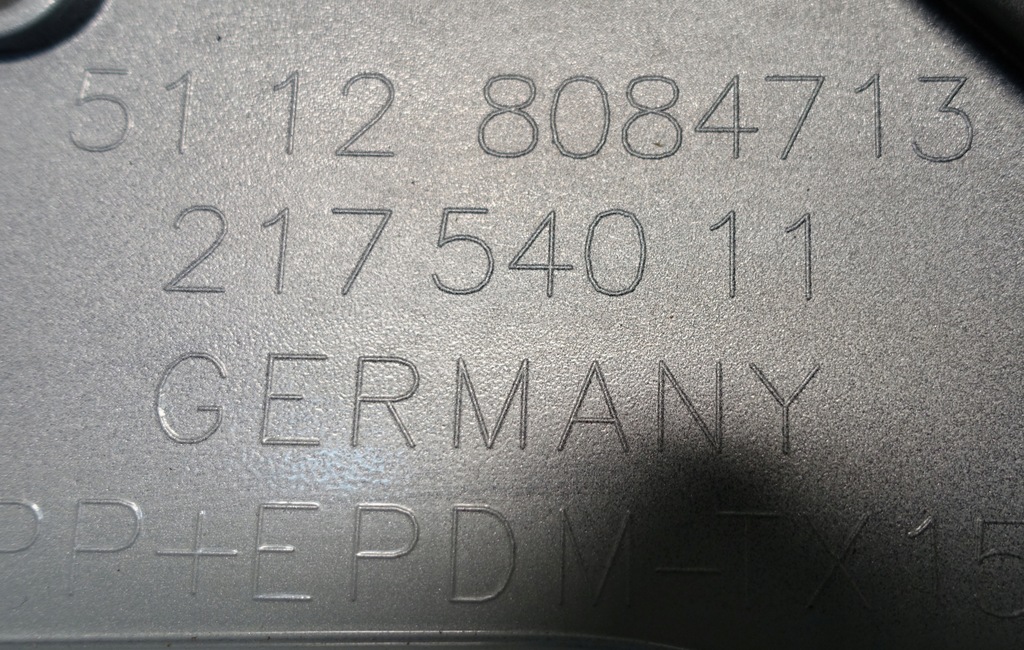 51 12 8084713
217 540 11
GERMANY
PP+EPDM-TX15